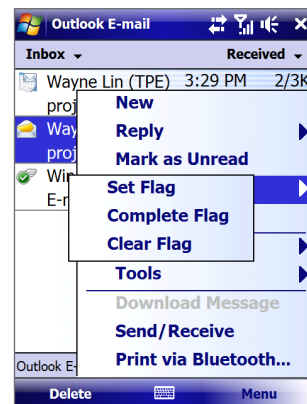 Outlook E-mail
Inbox Received
Wayne Lin (TPE) 3:29 PM 2/3K
proj
Way
proj
Win
E-r
New
Reply
Mark as Unread
Set Flag
Complete Flag
Clear Flag
Tools
Download Message
Send/Receive
Print via Bluetooth...
Outlook E-
Delete Menu